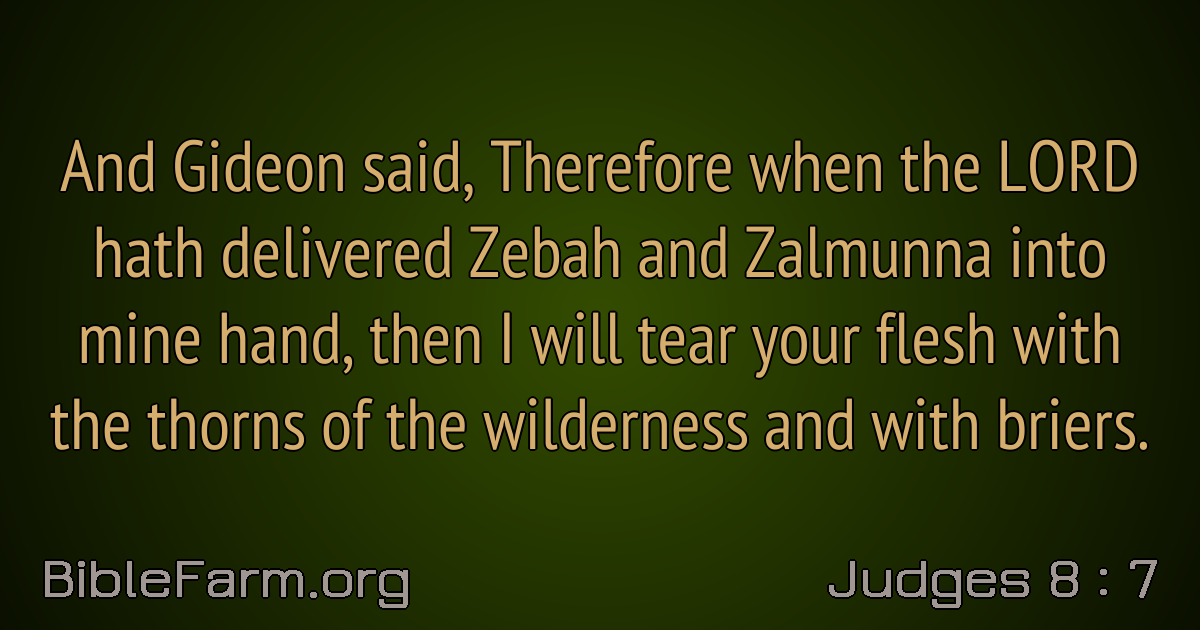 And Gideon said, Therefore when the LORD
hath delivered Zebah and Zalmunna into
mine hand, then I will tear your flesh with
the thorns of the wilderness and with briers.
BibleFarm.org
Judges 8 : 7